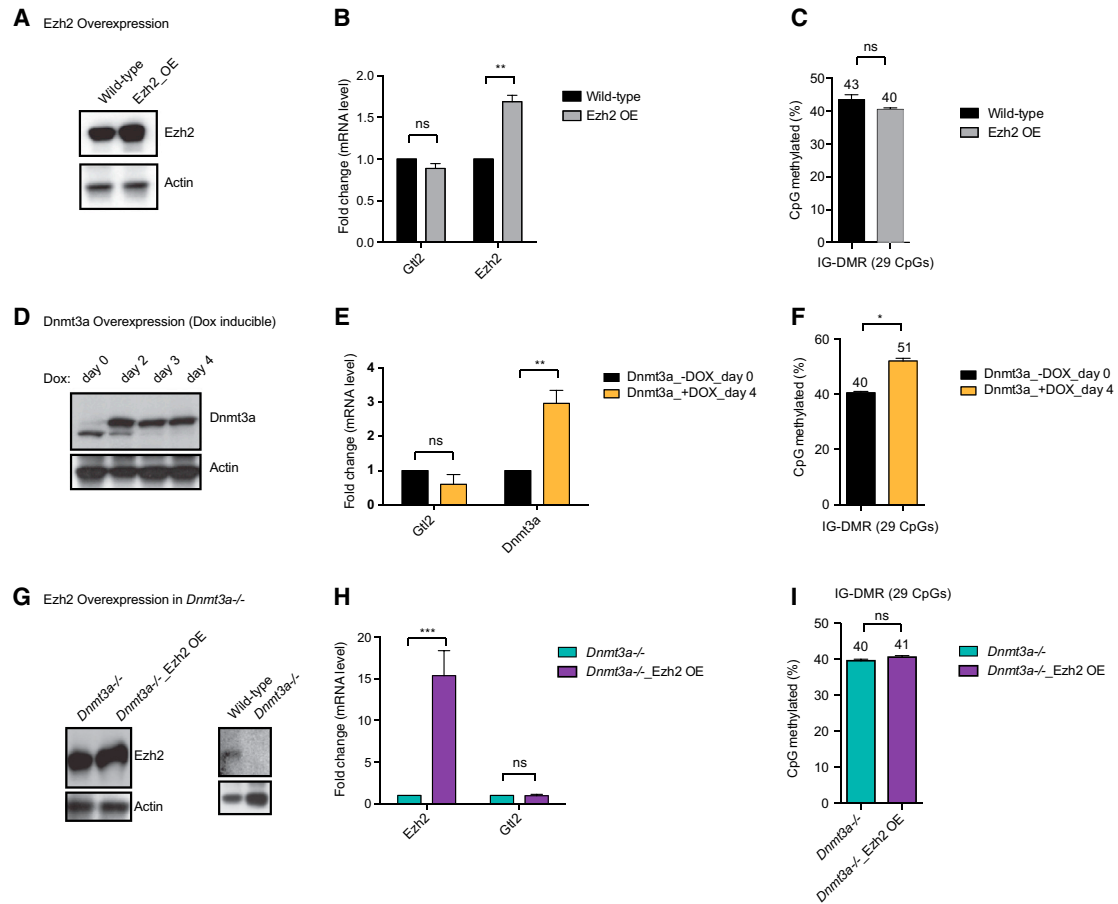 A Ezh2 Overexpression
Wild-type
Ezh2_OE
Ezh2
Actin
B
Fold change (mRNA level)
2.0
1.5
1.0
0.5
0.0
ns
**
Gtl2
Ezh2
Wild-type
Ezh2 OE
C
CpG methylated (%)
50
40
30
20
10
0
ns
43
40
IG-DMR (29 CpGs)
Wild-type
Ezh2 OE
D Dnmt3a Overexpression (Dox inducible)
Dox: day 0 day 2 day 3 day 4
Dnmt3a
Actin
E
Fold change (mRNA level)
4
3
2
1
0
ns
**
Gtl2
Dnmt3a
Dnmt3a_-DOX_day 0
Dnmt3a_+DOX_day 4
F
CpG methylated (%)
60
40
20
0
*
40
51
IG-DMR (29 CpGs)
Dnmt3a_-DOX_day 0
Dnmt3a_+DOX_day 4
G Ezh2 Overexpression in Dnmt3a-/-
Dnmt3a-/-
Dnmt3a-/-_Ezh2 OE
Ezh2
Actin
Wild-type
Dnmt3a-/-
H
Fold change (mRNA level)
20
15
10
5
0
***
ns
Ezh2
Gtl2
Dnmt3a-/-
Dnmt3a-/-_Ezh2 OE
I
IG-DMR (29 CpGs)
CpG methylated (%)
50
40
30
20
10
0
ns
40
41
Dnmt3a-/-
Dnmt3a-/-_Ezh2 OE
Dnmt3a-/-
Dnmt3a-/-_Ezh2 OE